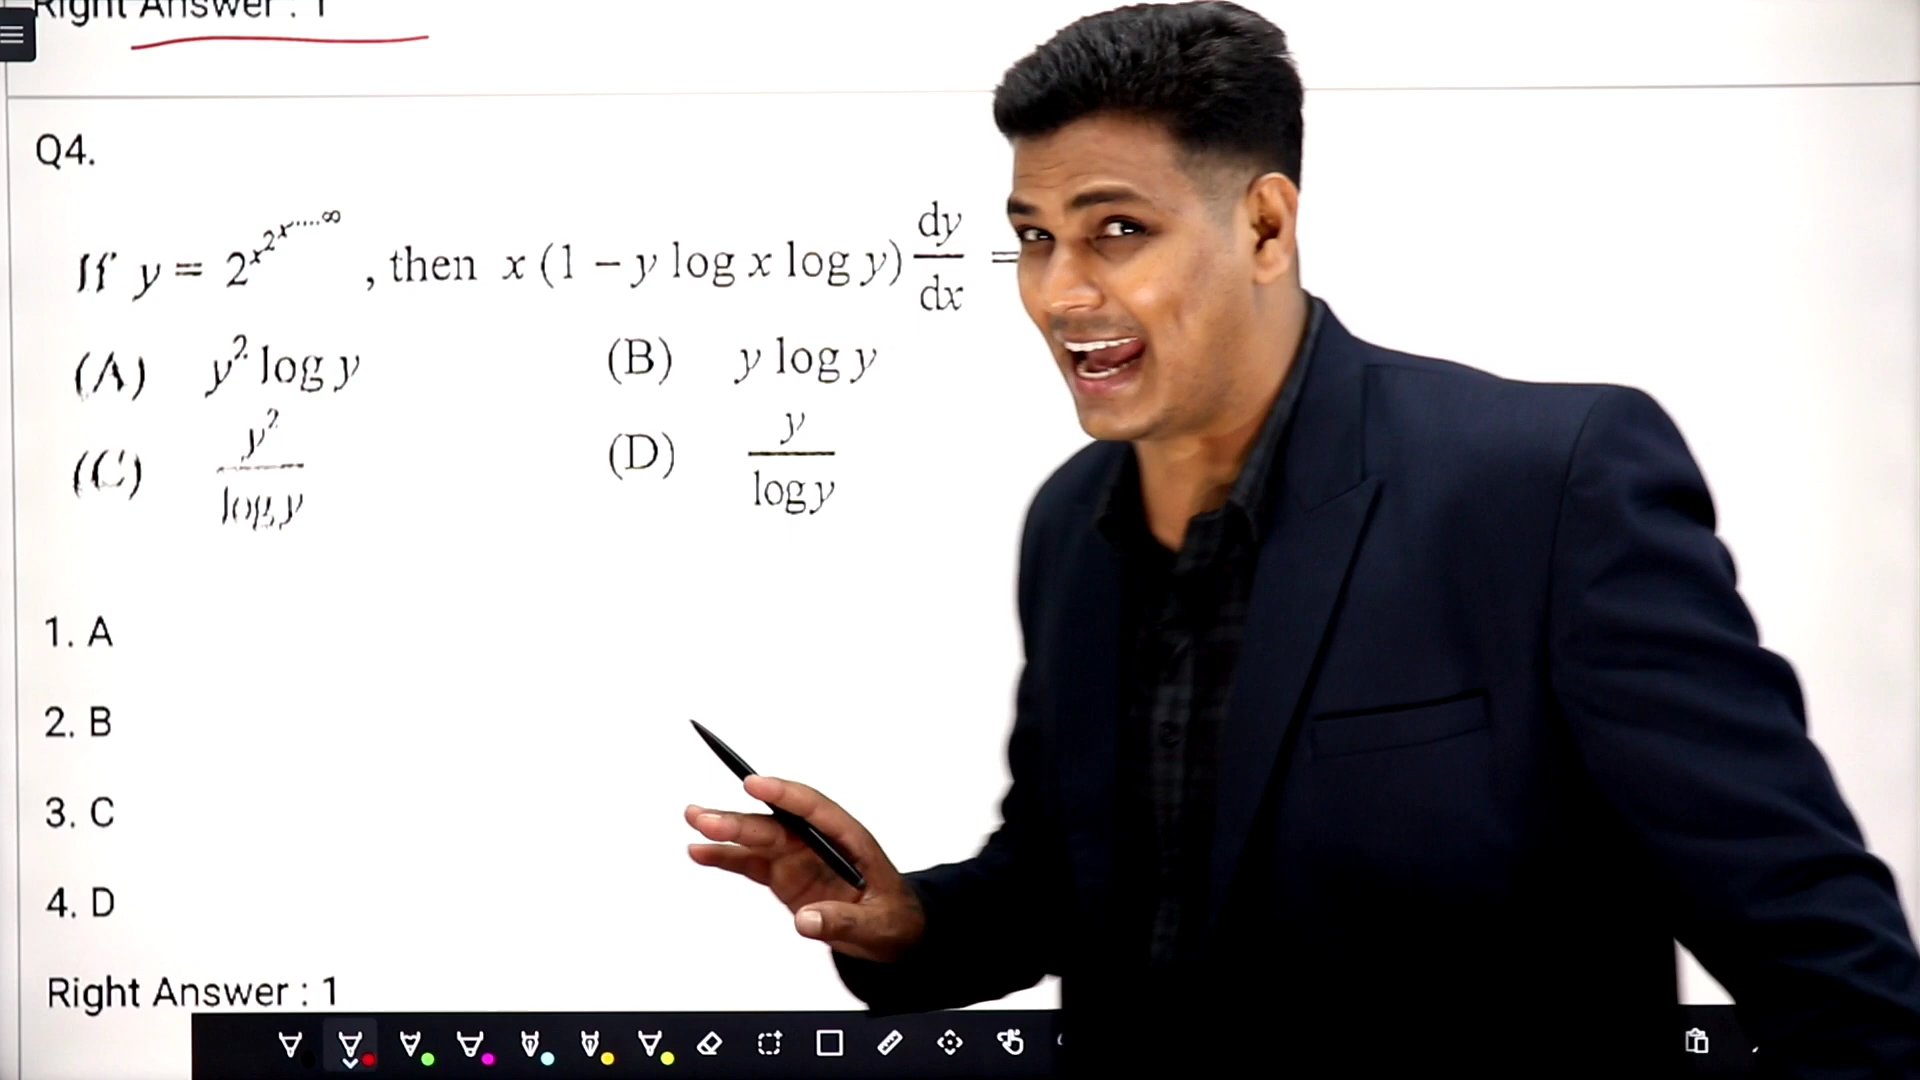 Right Answer : 1
Q4.
If y = 2^x^2^x^.....∞ , then x (1 − y log x log y) dy/dx =
(A) y² log y (B) y log y
(C) y²/log y (D) y/log y
1. A
2. B
3. C
4. D
Right Answer : 1